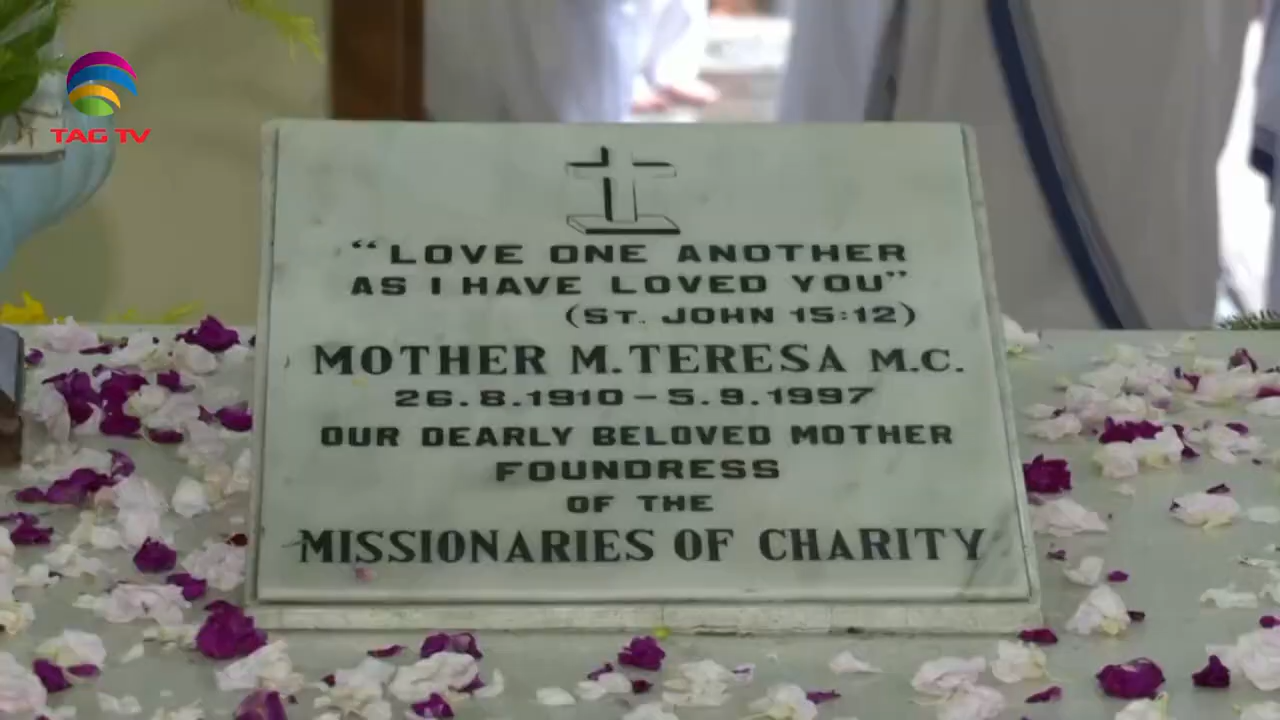 TAG TV
“LOVE ONE ANOTHER
AS I HAVE LOVED YOU”
(ST. JOHN 15:12)
MOTHER M. TERESA M.C.
26.8.1910 – 5.9.1997
OUR DEARLY BELOVED MOTHER
FOUNDRESS
OF THE
MISSIONARIES OF CHARITY